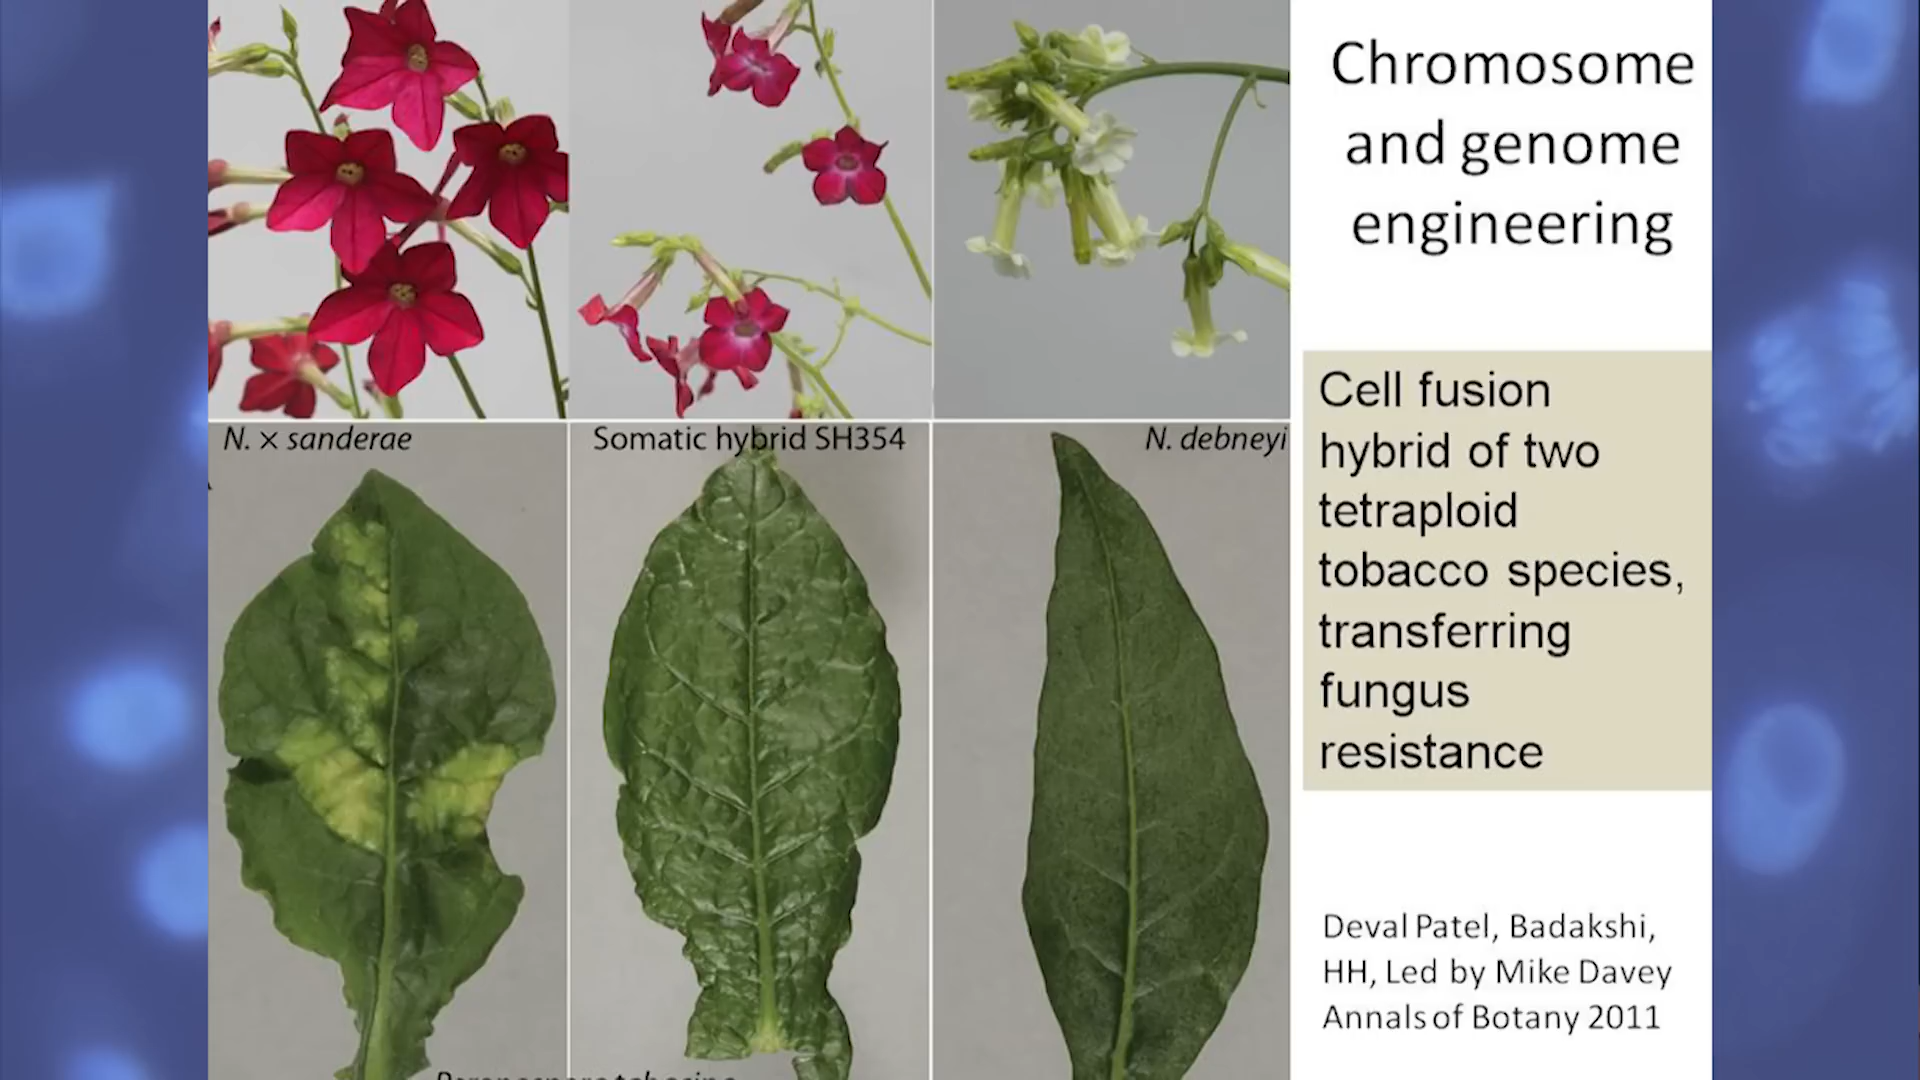 Chromosome
and genome
engineering
N. × sanderae
Somatic hybrid SH354
N. debneyi
Cell fusion
hybrid of two
tetraploid
tobacco species,
transferring
fungus
resistance
Deval Patel, Badakshi,
HH, Led by Mike Davey
Annals of Botany 2011